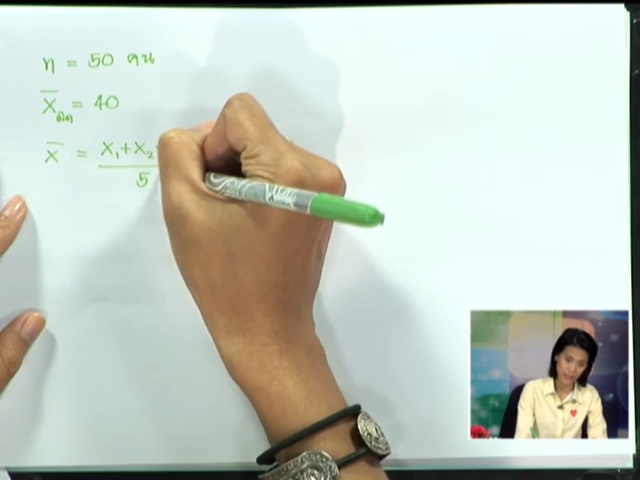 n = 50 คน
X̄ผิด = 40
X̄ = X₁+X₂
5